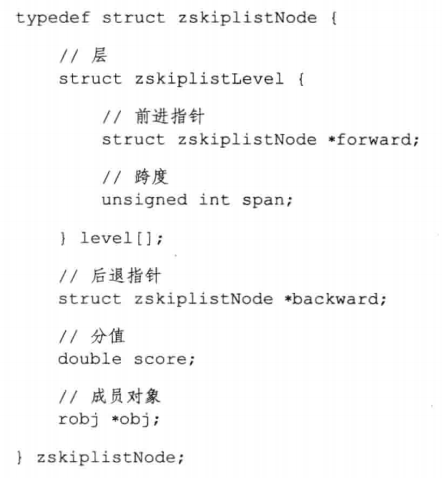 typedef struct zskiplistNode {
// 层
struct zskiplistLevel {
// 前进指针
struct zskiplistNode *forward;
// 跨度
unsigned int span;
} level[];
// 后退指针
struct zskiplistNode *backward;
// 分值
double score;
// 成员对象
robj *obj;
} zskiplistNode;